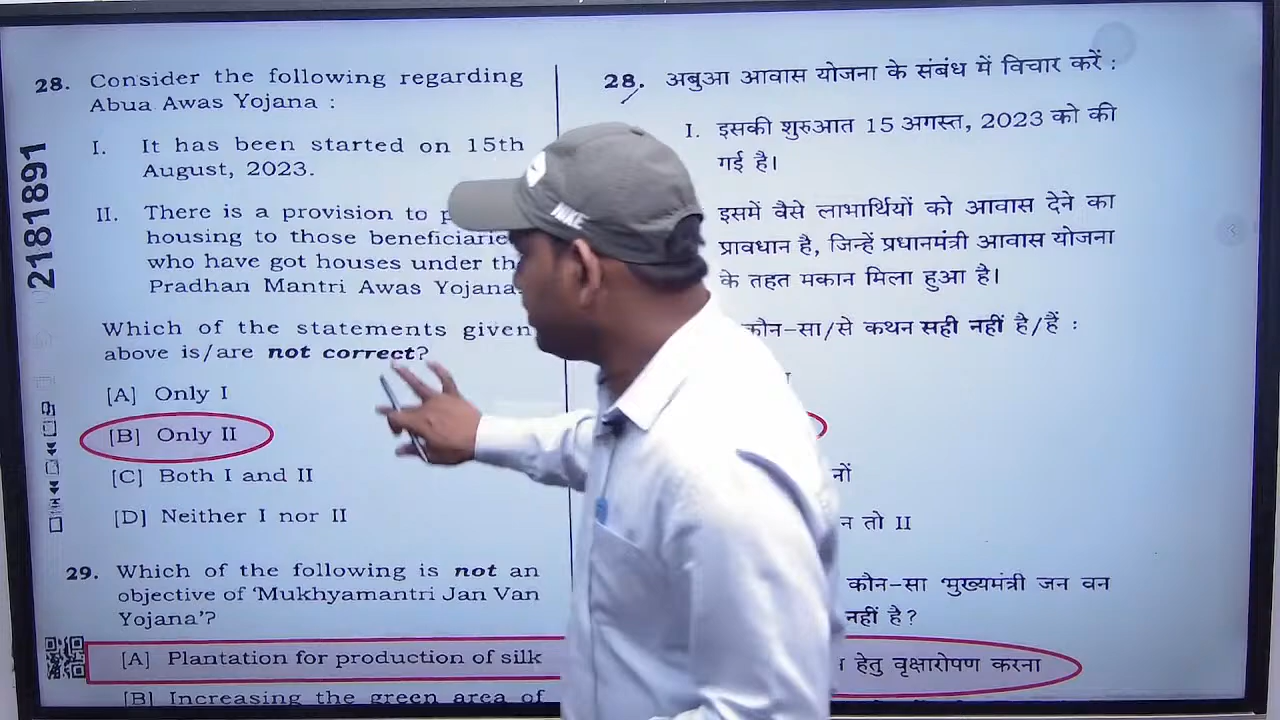 28. Consider the following regarding
Abua Awas Yojana :
I. It has been started on 15th
August, 2023.
II. There is a provision to
housing to those
who have got houses under
Pradhan Mantri Awas Yojana
Which of the statements given
above is/are not correct?
[A] Only I
[B] Only II
[C] Both I and II
[D] Neither I nor II
29. Which of the following is not an
objective of ‘Mukhyamantri Jan Van
Yojana’?
[A] Plantation for production of silk
[B] Increasing the green area of
28. अबुआ आवास योजना के संबंध में विचार करें :
I. इसकी शुरुआत 15 अगस्त, 2023 को की
गई है।
इसमें वैसे लाभार्थियों को आवास देने का
प्रावधान है, जिन्हें प्रधानमंत्री आवास योजना
के तहत मकान मिला हुआ है।
कौन-सा/से कथन सही नहीं है/हैं :
न तो II
कौन-सा ‘मुख्यमंत्री जन वन
नहीं है?
हेतु वृक्षारोपण करना
2181891
NIKE